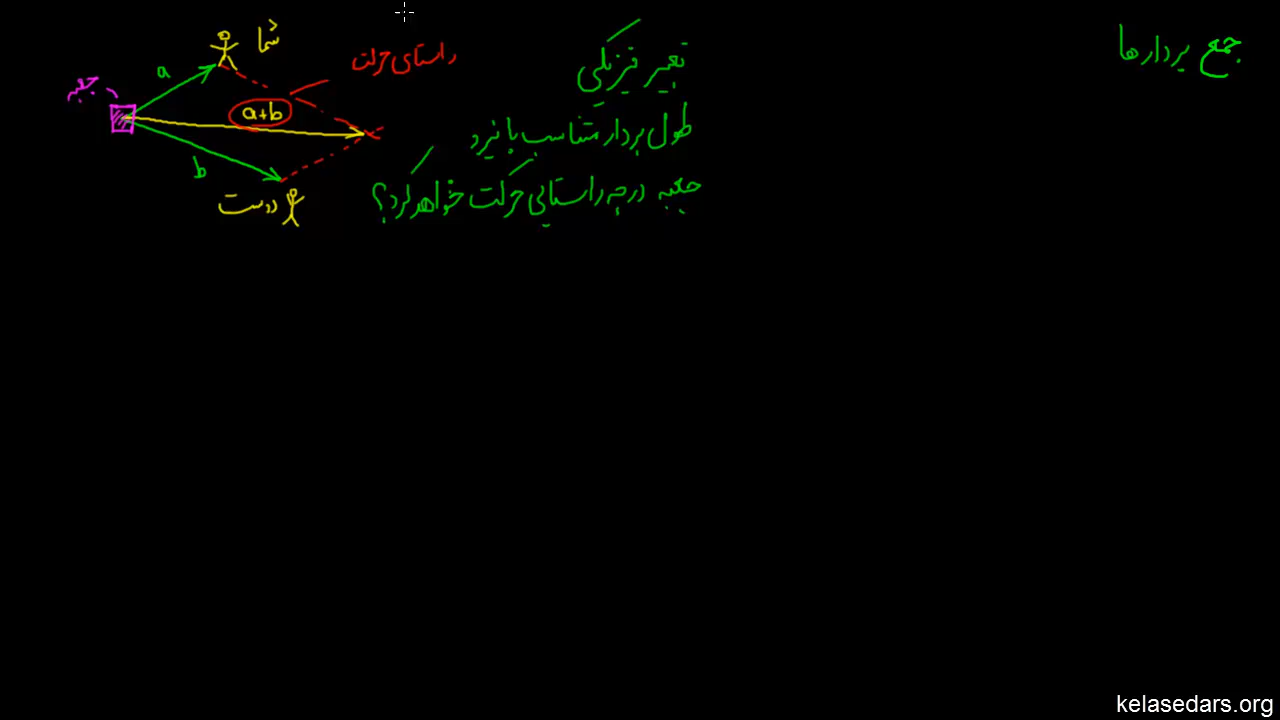 جمع بردارها
تعبیر فیزیکی
طول بردار متناسب با نیرو
جعبه در چه راستایی حرکت خواهد کرد؟
راستای حرکت
شما
a
جعبه
a+b
b
دوست
kelasedars.org